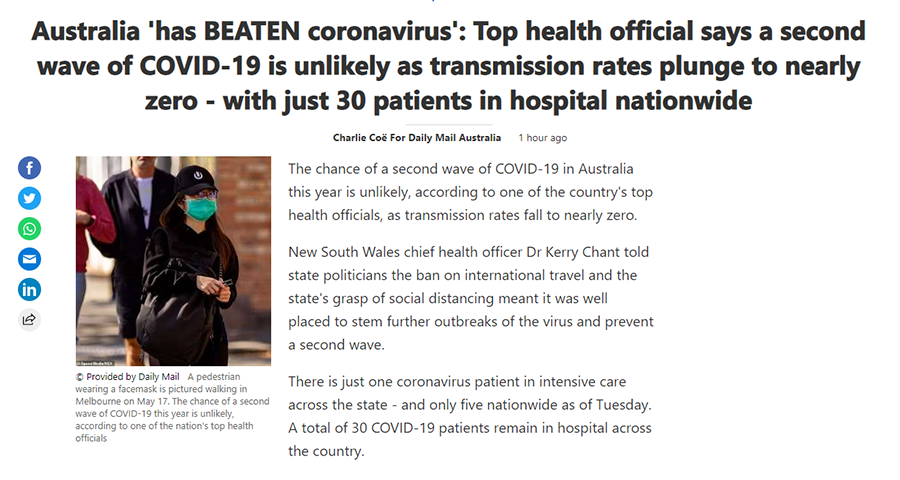 Australia 'has BEATEN coronavirus': Top health official says a second
wave of COVID-19 is unlikely as transmission rates plunge to nearly
zero - with just 30 patients in hospital nationwide
Charlie Coë For Daily Mail Australia 1 hour ago
The chance of a second wave of COVID-19 in Australia
this year is unlikely, according to one of the country's top
health officials, as transmission rates fall to nearly zero.
New South Wales chief health officer Dr Kerry Chant told
state politicians the ban on international travel and the
state's grasp of social distancing meant it was well
placed to stem further outbreaks of the virus and prevent
a second wave.
There is just one coronavirus patient in intensive care
across the state - and only five nationwide as of Tuesday.
A total of 30 COVID-19 patients remain in hospital across
the country.
© Provided by Daily Mail A pedestrian
wearing a facemask is pictured walking in
Melbourne on May 17. The chance of a second
wave of COVID-19 this year is unlikely,
according to one of the nation's top health
officials